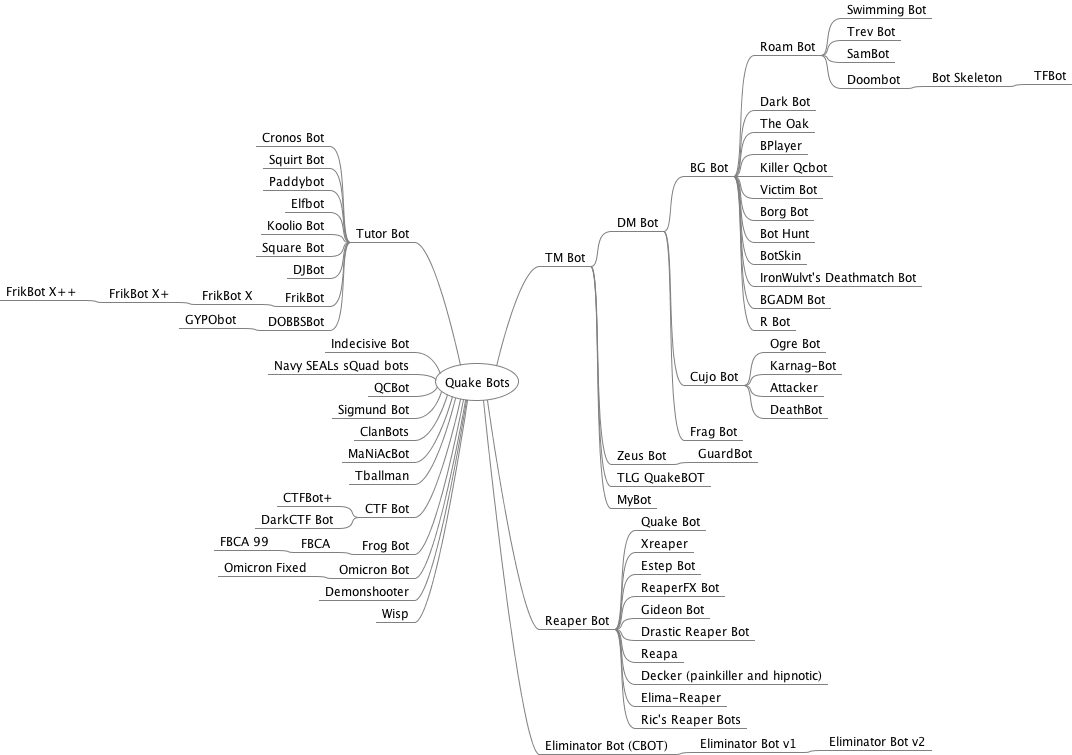 Quake Bots
Tutor Bot
Cronos Bot
Squirt Bot
Paddybot
Elfbot
Koolio Bot
Square Bot
DJBot
FrikBot
FrikBot X
FrikBot X+
FrikBot X++
DOBBSBot
GYPObot
Indecisive Bot
Navy SEALs sQuad bots
QCBot
Sigmund Bot
ClanBots
MaNiAcBot
Tballman
CTF Bot
CTFBot+
DarkCTF Bot
Frog Bot
FBCA
FBCA 99
Omicron Bot
Omicron Fixed
Demonshooter
Wisp
TM Bot
DM Bot
BG Bot
Roam Bot
Swimming Bot
Trev Bot
SamBot
Doombot
Bot Skeleton
TFBot
Dark Bot
The Oak
BPlayer
Killer Qcbot
Victim Bot
Borg Bot
Bot Hunt
BotSkin
IronWulvt's Deathmatch Bot
BGADM Bot
R Bot
Cujo Bot
Ogre Bot
Karnag-Bot
Attacker
DeathBot
Frag Bot
Zeus Bot
GuardBot
TLG QuakeBOT
MyBot
Reaper Bot
Quake Bot
Xreaper
Estep Bot
ReaperFX Bot
Gideon Bot
Drastic Reaper Bot
Reapa
Decker (painkiller and hipnotic)
Elima-Reaper
Ric's Reaper Bots
Eliminator Bot (CBOT)
Eliminator Bot v1
Eliminator Bot v2